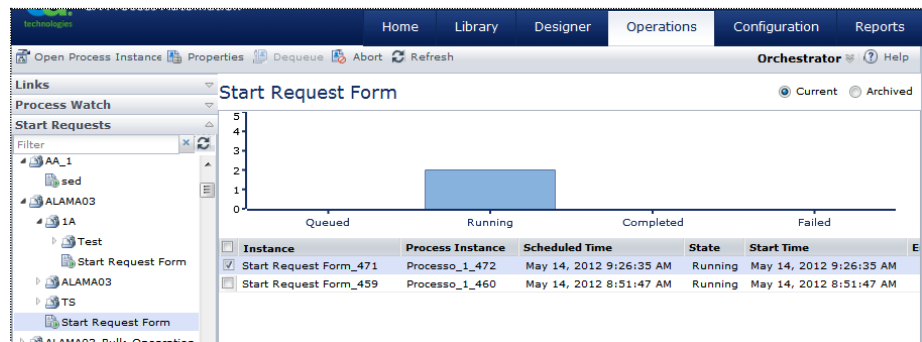 technologies
Home Library Designer Operations Configuration Reports
Open Process Instance Properties Dequeue Abort Refresh Orchestrator Help
Links
Process Watch
Start Requests
Filter
AA_1
sed
ALAMA03
1A
Test
Start Request Form
ALAMA03
TS
Start Request Form
Start Request Form
Current Archived
5
4
3
2
1
0
Queued Running Completed Failed
Instance Process Instance Scheduled Time State Start Time E
Start Request Form_471 Processo_1_472 May 14, 2012 9:26:35 AM Running May 14, 2012 9:26:35 AM
Start Request Form_459 Processo_1_460 May 14, 2012 8:51:47 AM Running May 14, 2012 8:51:47 AM